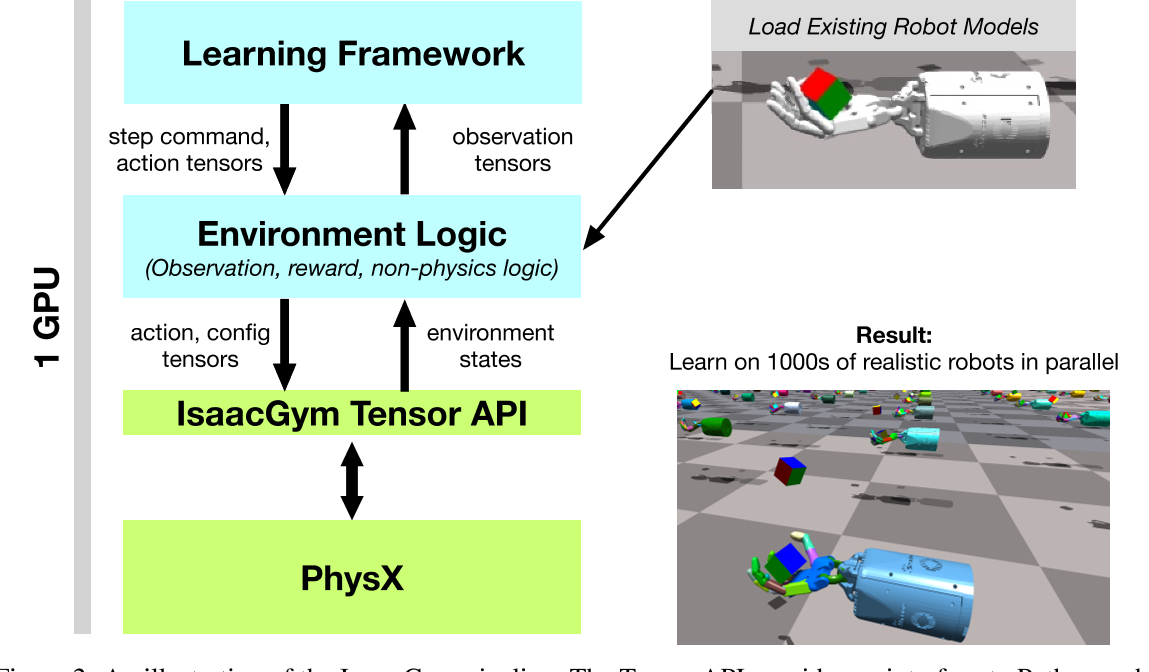 Learning Framework
step command,
action tensors
observation
tensors
Environment Logic
(Observation, reward, non-physics logic)
action, config
tensors
environment
states
IsaacGym Tensor API
PhysX
1 GPU
Load Existing Robot Models
Result:
Learn on 1000s of realistic robots in parallel